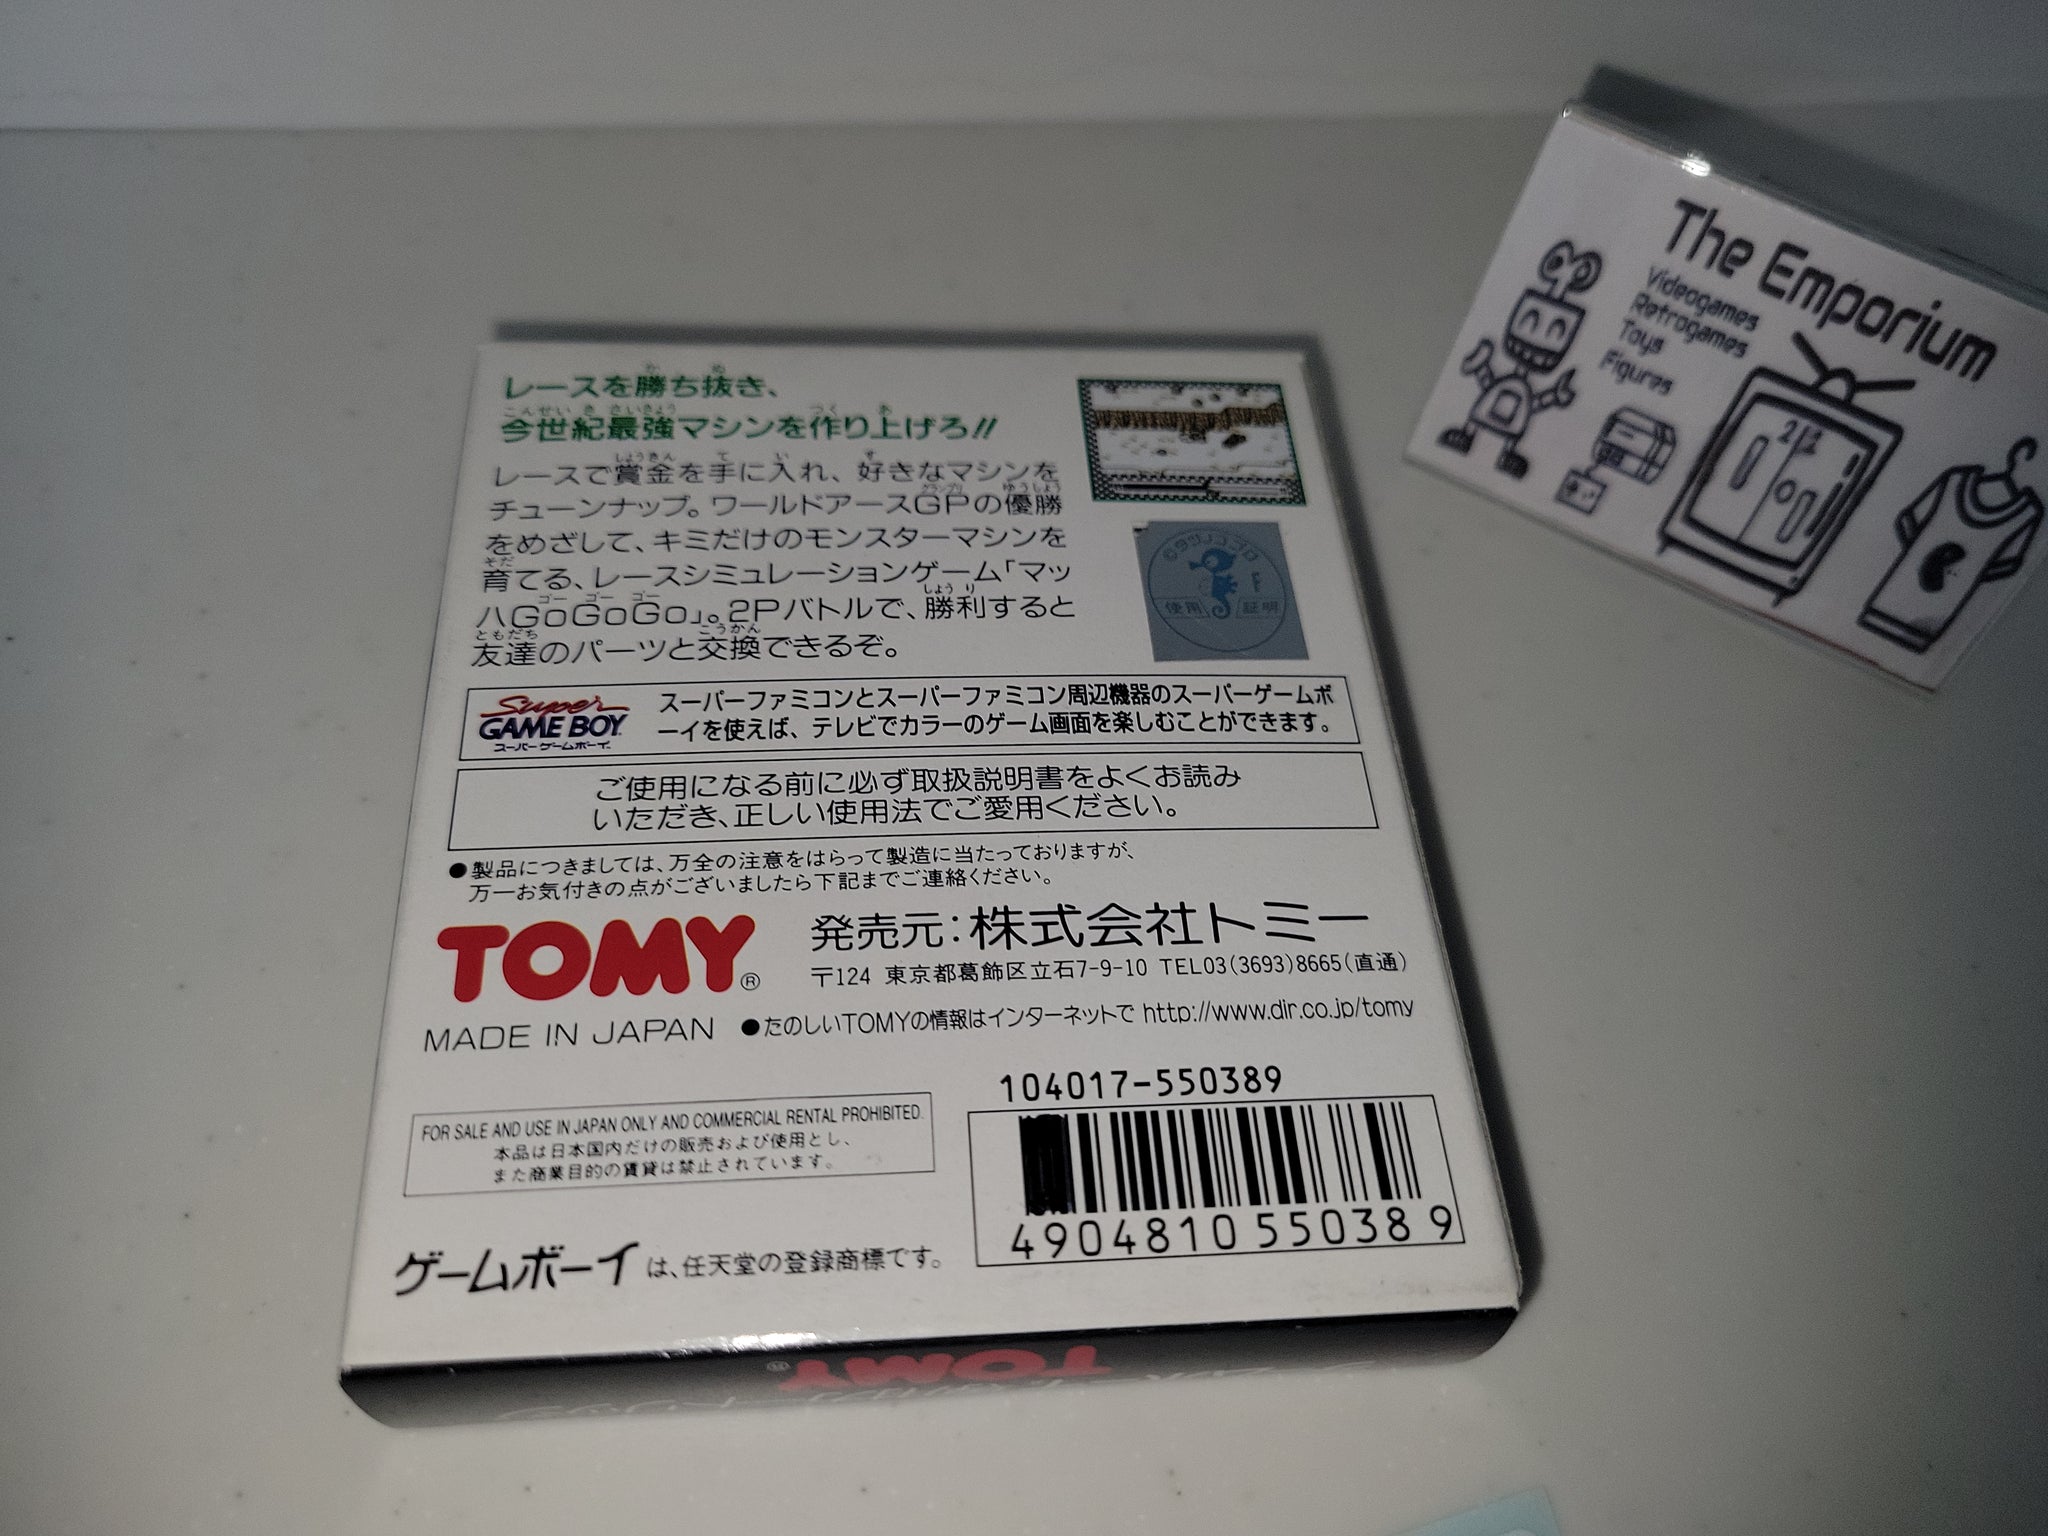 レースを勝ち抜き、
今世紀最強マシンを作り上げろ!!
レースで賞金を手に入れ、好きなマシンを
チューンナップ。ワールドアースGPの優勝
をめざして、キミだけのモンスターマシンを
育てる、レースシミュレーションゲーム「マッ
ハGoGoGo」。2Pバトルで、勝利すると
友達のパーツと交換できるぞ。
タツノコプロ
使用 証明
Super
GAME BOY
スーパーゲームボーイ
スーパーファミコンとスーパーファミコン周辺機器のスーパーゲームボ
ーイを使えば、テレビでカラーのゲーム画面を楽しむことができます。
ご使用になる前に必ず取扱説明書をよくお読み
いただき、正しい使用法でご愛用ください。
●製品につきましては、万全の注意をはらって製造に当たっておりますが、
万一お気付きの点がございましたら下記までご連絡ください。
TOMY®
発売元:株式会社トミー
〒124 東京都葛飾区立石7-9-10 TEL03(3693)8665(直通)
MADE IN JAPAN
●たのしいTOMYの情報はインターネットで http://www.dir.co.jp/tomy
104017-550389
FOR SALE AND USE IN JAPAN ONLY AND COMMERCIAL RENTAL PROHIBITED.
本品は日本国内だけの販売および使用とし、
また商業目的の賃貸は禁止されています。
4904810550389
ゲームボーイは、任天堂の登録商標です。
TOMY®
The Emporium
Videogames
Retrogames
Toys
Figures